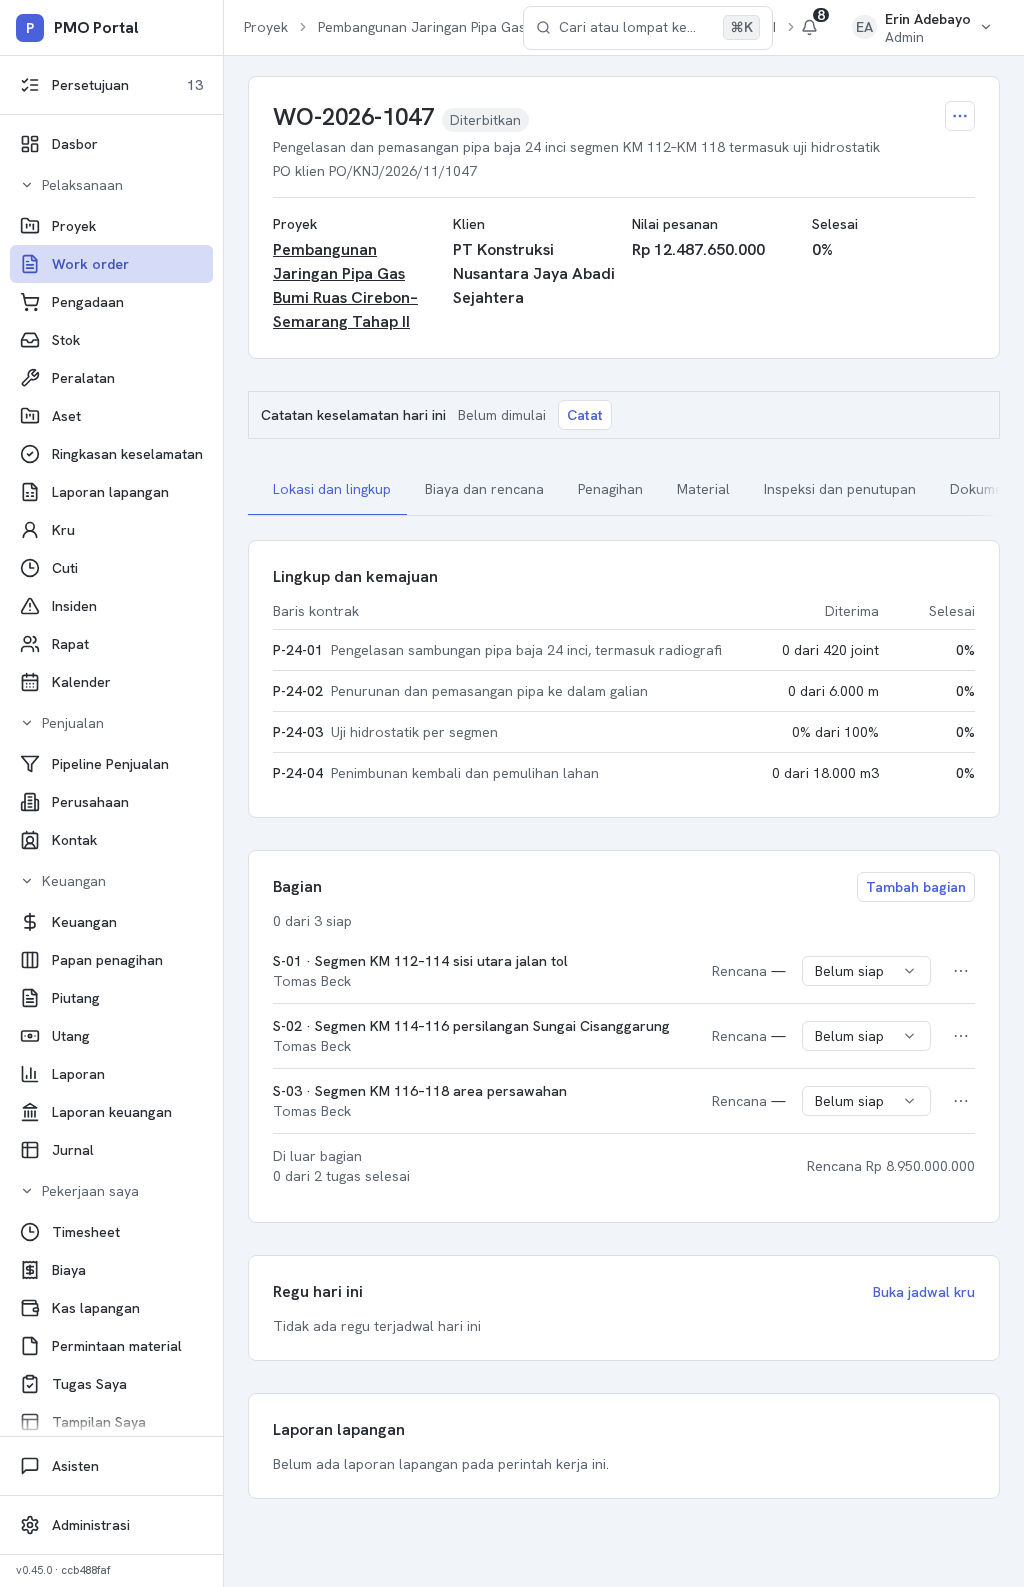 P PMO Portal
Proyek
Pembangunan Jaringan Pipa Gas
Cari atau lompat ke...
⌘K
8
EA
Erin Adebayo
Admin
Persetujuan 13
Dasbor
Pelaksanaan
Proyek
Work order
Pengadaan
Stok
Peralatan
Aset
Ringkasan keselamatan
Laporan lapangan
Kru
Cuti
Insiden
Rapat
Kalender
Penjualan
Pipeline Penjualan
Perusahaan
Kontak
Keuangan
Keuangan
Papan penagihan
Piutang
Utang
Laporan
Laporan keuangan
Jurnal
Pekerjaan saya
Timesheet
Biaya
Kas lapangan
Permintaan material
Tugas Saya
Tampilan Saya
Asisten
Administrasi
v0.45.0 · ccb488faf
WO-2026-1047 Diterbitkan
Pengelasan dan pemasangan pipa baja 24 inci segmen KM 112–KM 118 termasuk uji hidrostatik
PO klien PO/KNJ/2026/11/1047
Proyek
Pembangunan
Jaringan Pipa Gas
Bumi Ruas Cirebon–
Semarang Tahap II
Klien
PT Konstruksi
Nusantara Jaya Abadi
Sejahtera
Nilai pesanan
Rp 12.487.650.000
Selesai
0%
Catatan keselamatan hari ini Belum dimulai Catat
Lokasi dan lingkup Biaya dan rencana Penagihan Material Inspeksi dan penutupan
Lingkup dan kemajuan
Baris kontrak Diterima Selesai
P-24-01 Pengelasan sambungan pipa baja 24 inci, termasuk radiografi 0 dari 420 joint 0%
P-24-02 Penurunan dan pemasangan pipa ke dalam galian 0 dari 6.000 m 0%
P-24-03 Uji hidrostatik per segmen 0% dari 100% 0%
P-24-04 Penimbunan kembali dan pemulihan lahan 0 dari 18.000 m3 0%
Bagian Tambah bagian
0 dari 3 siap
S-01 · Segmen KM 112–114 sisi utara jalan tol
Tomas Beck
Rencana — Belum siap
S-02 · Segmen KM 114–116 persilangan Sungai Cisanggarung
Tomas Beck
Rencana — Belum siap
S-03 · Segmen KM 116–118 area persawahan
Tomas Beck
Rencana — Belum siap
Di luar bagian
0 dari 2 tugas selesai
Rencana Rp 8.950.000.000
Regu hari ini Buka jadwal kru
Tidak ada regu terjadwal hari ini
Laporan lapangan
Belum ada laporan lapangan pada perintah kerja ini.